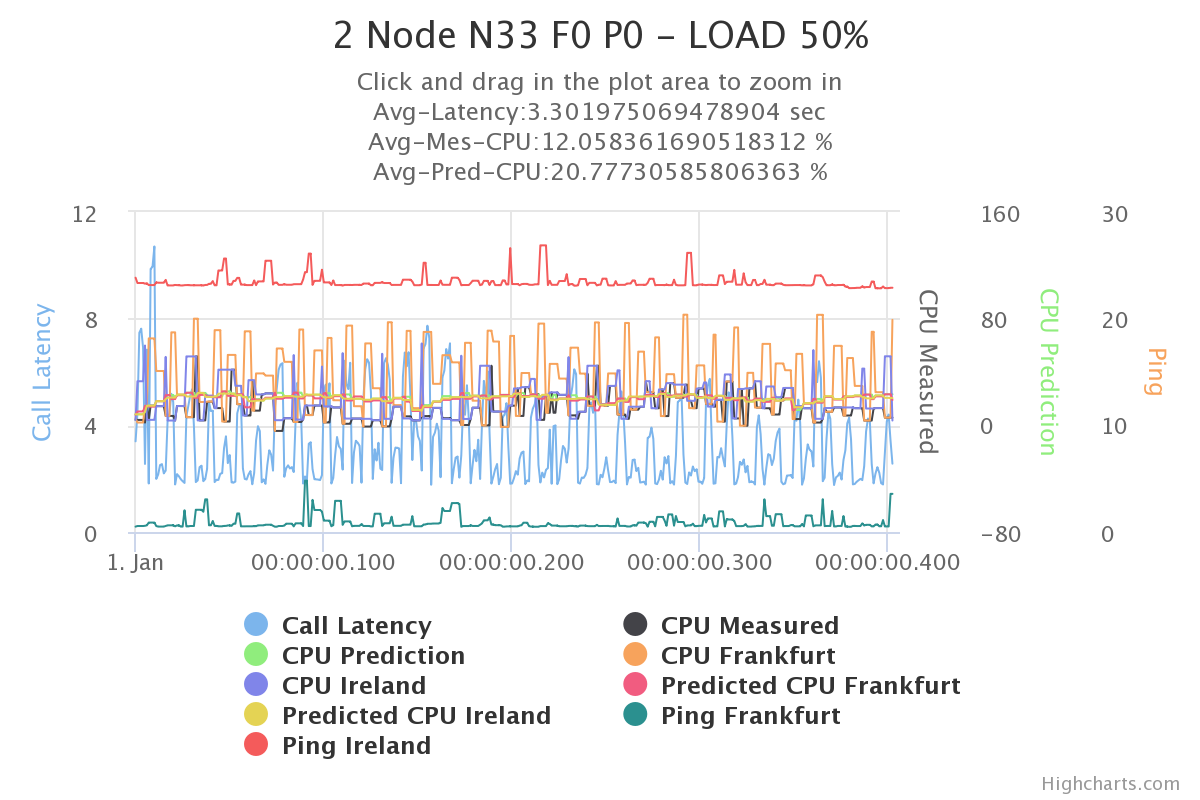 2 Node N33 F0 P0 - LOAD 50%
Click and drag in the plot area to zoom in
Avg-Latency:3.301975069478904 sec
Avg-Mes-CPU:12.058361690518312 %
Avg-Pred-CPU:20.77730585806363 %
12 160 30
8 80 20
4 0 10
0 -80 0
Call Latency
CPU Measured
CPU Prediction
Ping
1. Jan 00:00:00.100 00:00:00.200 00:00:00.300 00:00:00.400
Call Latency CPU Measured
CPU Prediction CPU Frankfurt
CPU Ireland Predicted CPU Frankfurt
Predicted CPU Ireland Ping Frankfurt
Ping Ireland
Highcharts.com